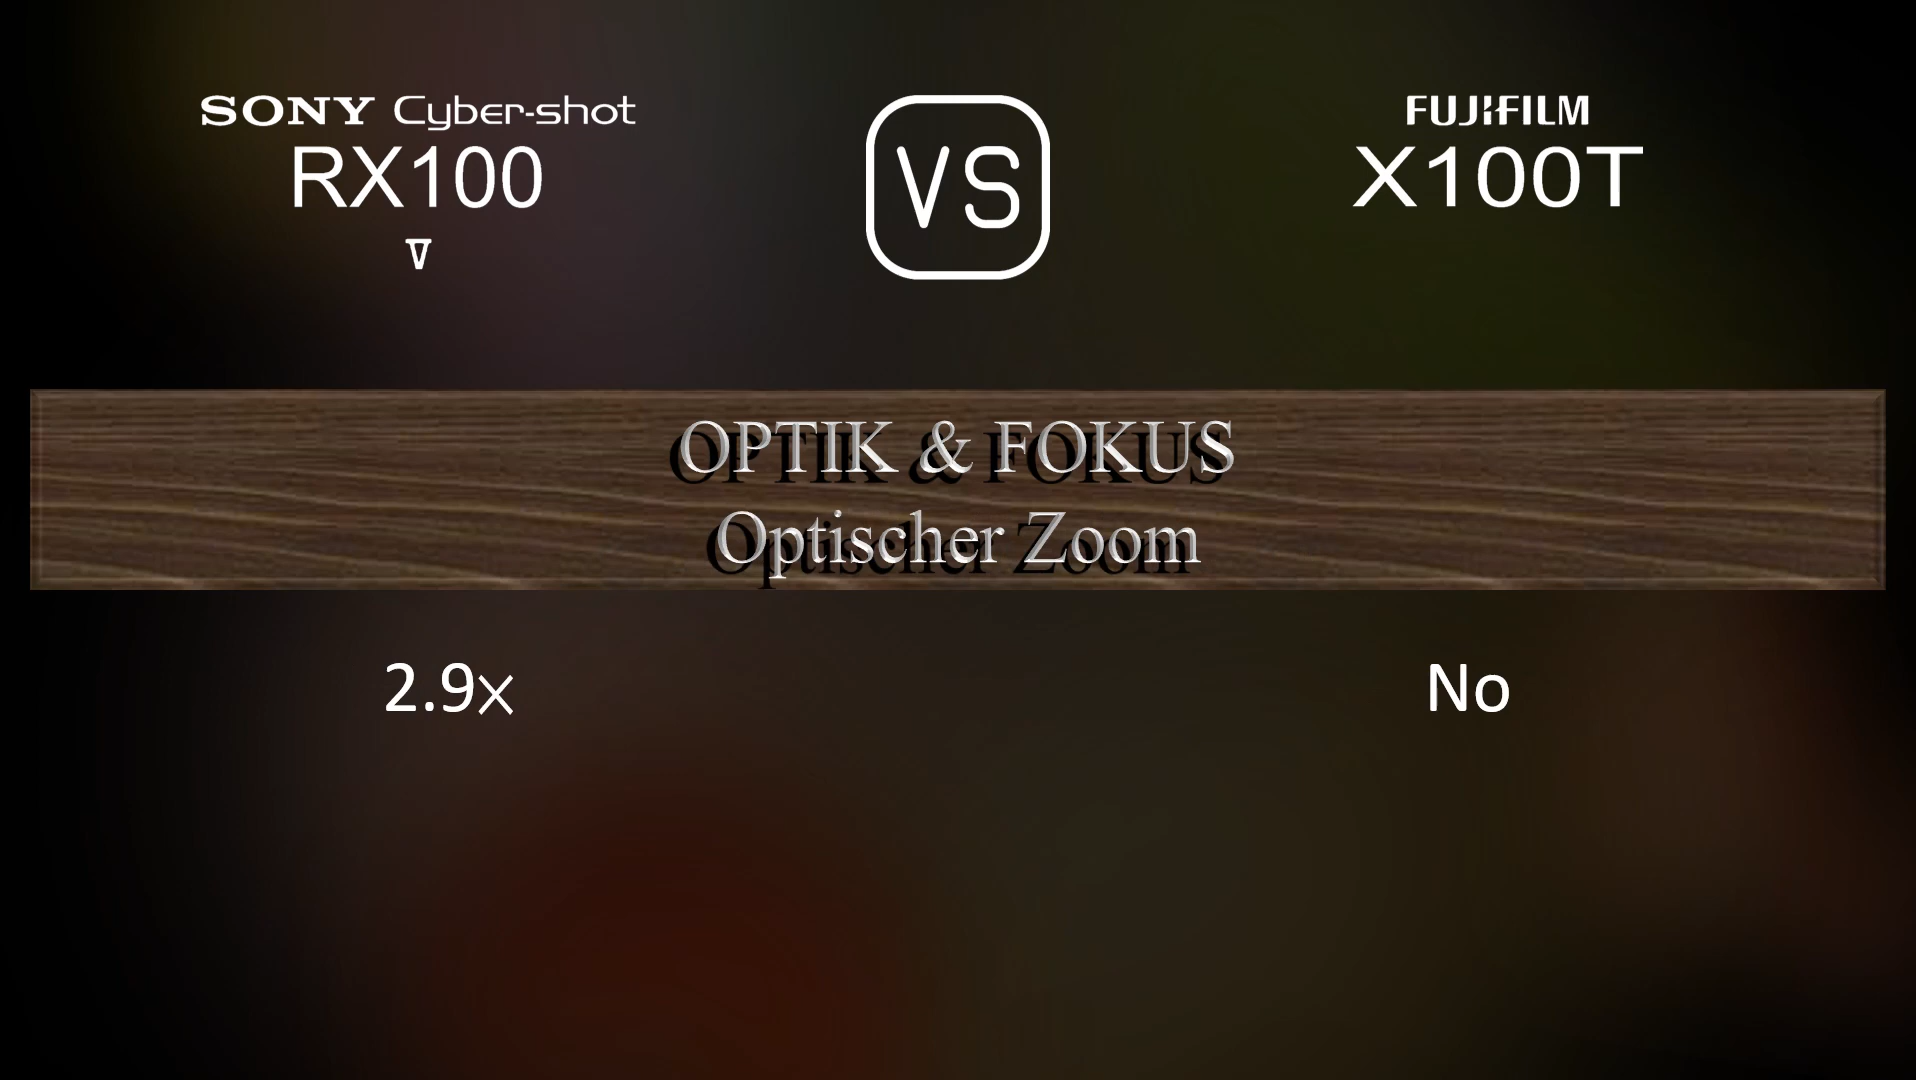 SONY Cyber-shot
RX100
V
VS
FUJIFILM
X100T
OPTIK & FOKUS
Optischer Zoom
2.9x
No